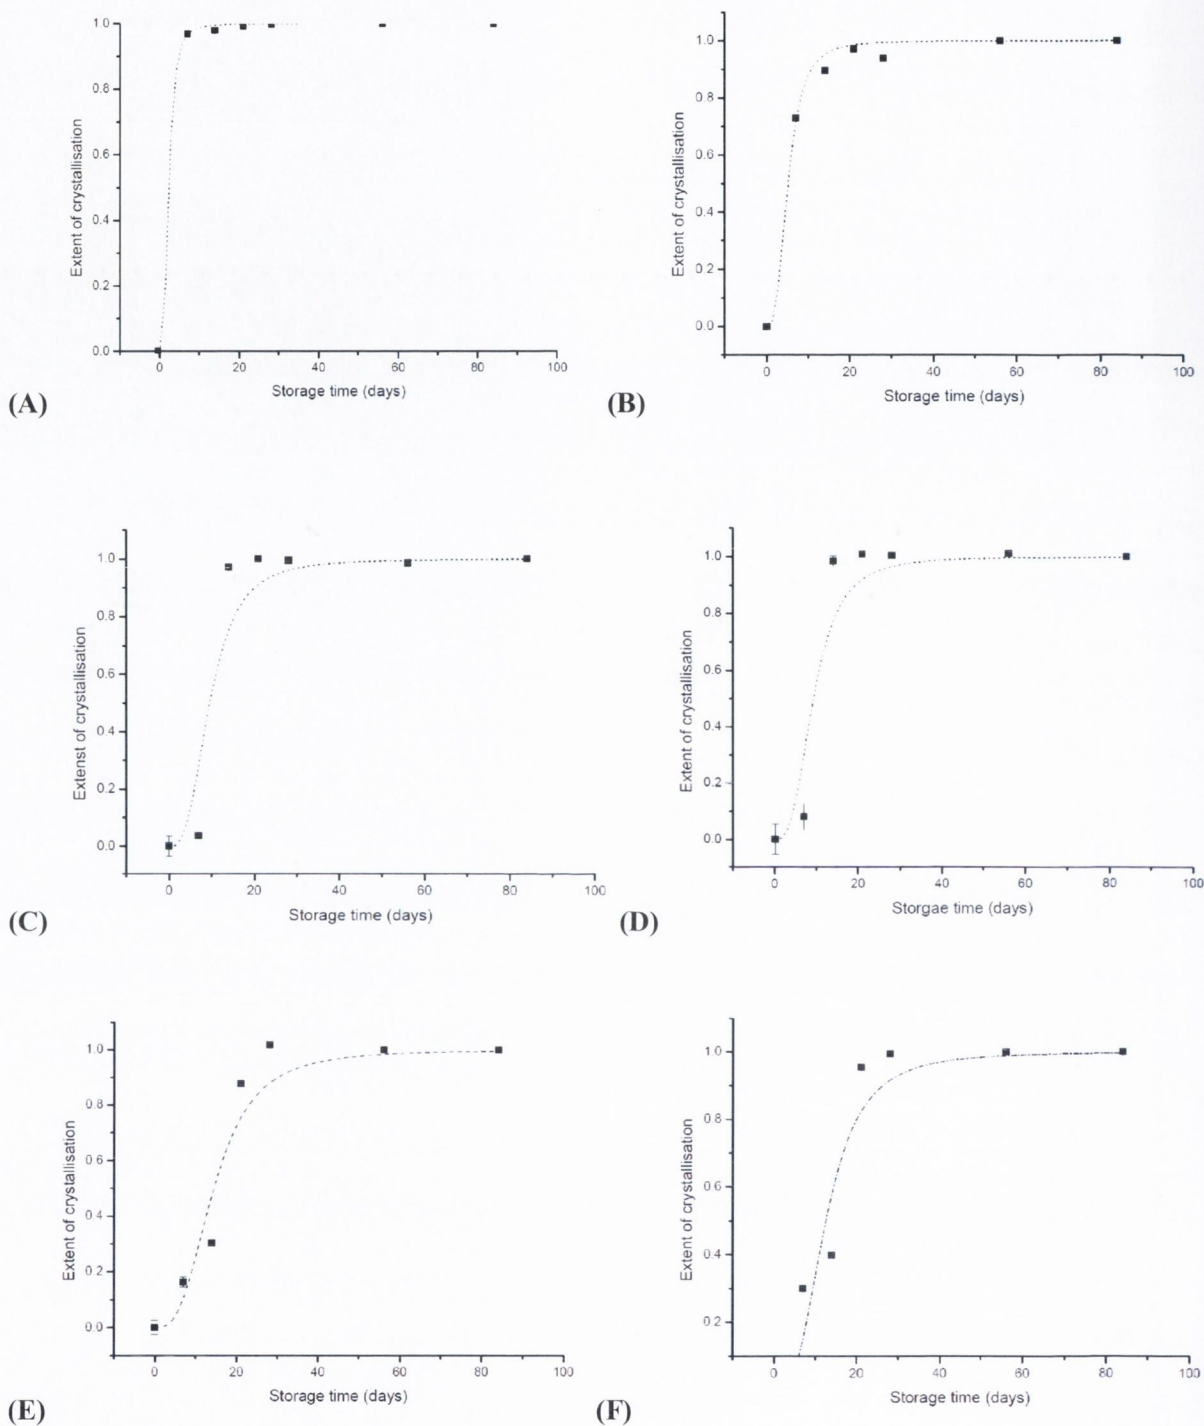 1.0
0.8
0.6
0.4
0.2
0.0
Extent of crystallisation
0 20 40 60 80 100
Storage time (days)
(A)
1.0
0.8
0.6
0.4
0.2
0.0
Extent of crystallisation
0 20 40 60 80 100
Storage time (days)
(B)
1.0
0.8
0.6
0.4
0.2
0.0
Extenst of crystallisation
0 20 40 60 80 100
Storage time (days)
(C)
1.0
0.8
0.6
0.4
0.2
0.0
Extent of crystallisation
0 20 40 60 80 100
Storgae time (days)
(D)
1.0
0.8
0.6
0.4
0.2
0.0
Extent of crystallisation
0 20 40 60 80 100
Storage time (days)
(E)
1.0
0.8
0.6
0.4
0.2
Extent of crystallisation
0 20 40 60 80 100
Storage time (days)
(F)